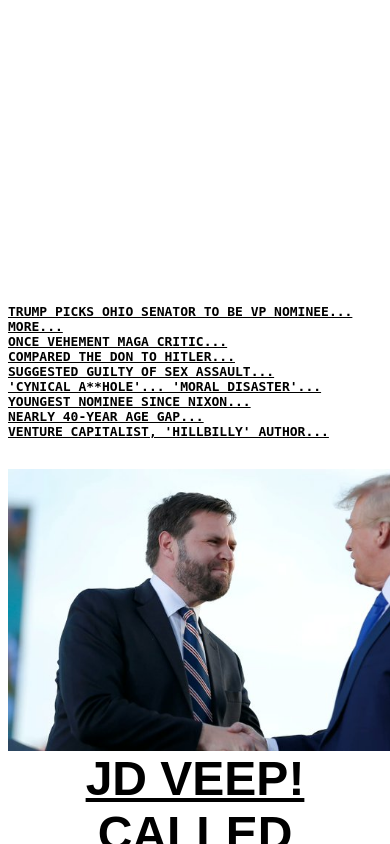 TRUMP PICKS OHIO SENATOR TO BE VP NOMINEE...
MORE...
ONCE VEHEMENT MAGA CRITIC...
COMPARED THE DON TO HITLER...
SUGGESTED GUILTY OF SEX ASSAULT...
'CYNICAL A**HOLE'... 'MORAL DISASTER'...
YOUNGEST NOMINEE SINCE NIXON...
NEARLY 40-YEAR AGE GAP...
VENTURE CAPITALIST, 'HILLBILLY' AUTHOR...
JD VEEP!
CALLED